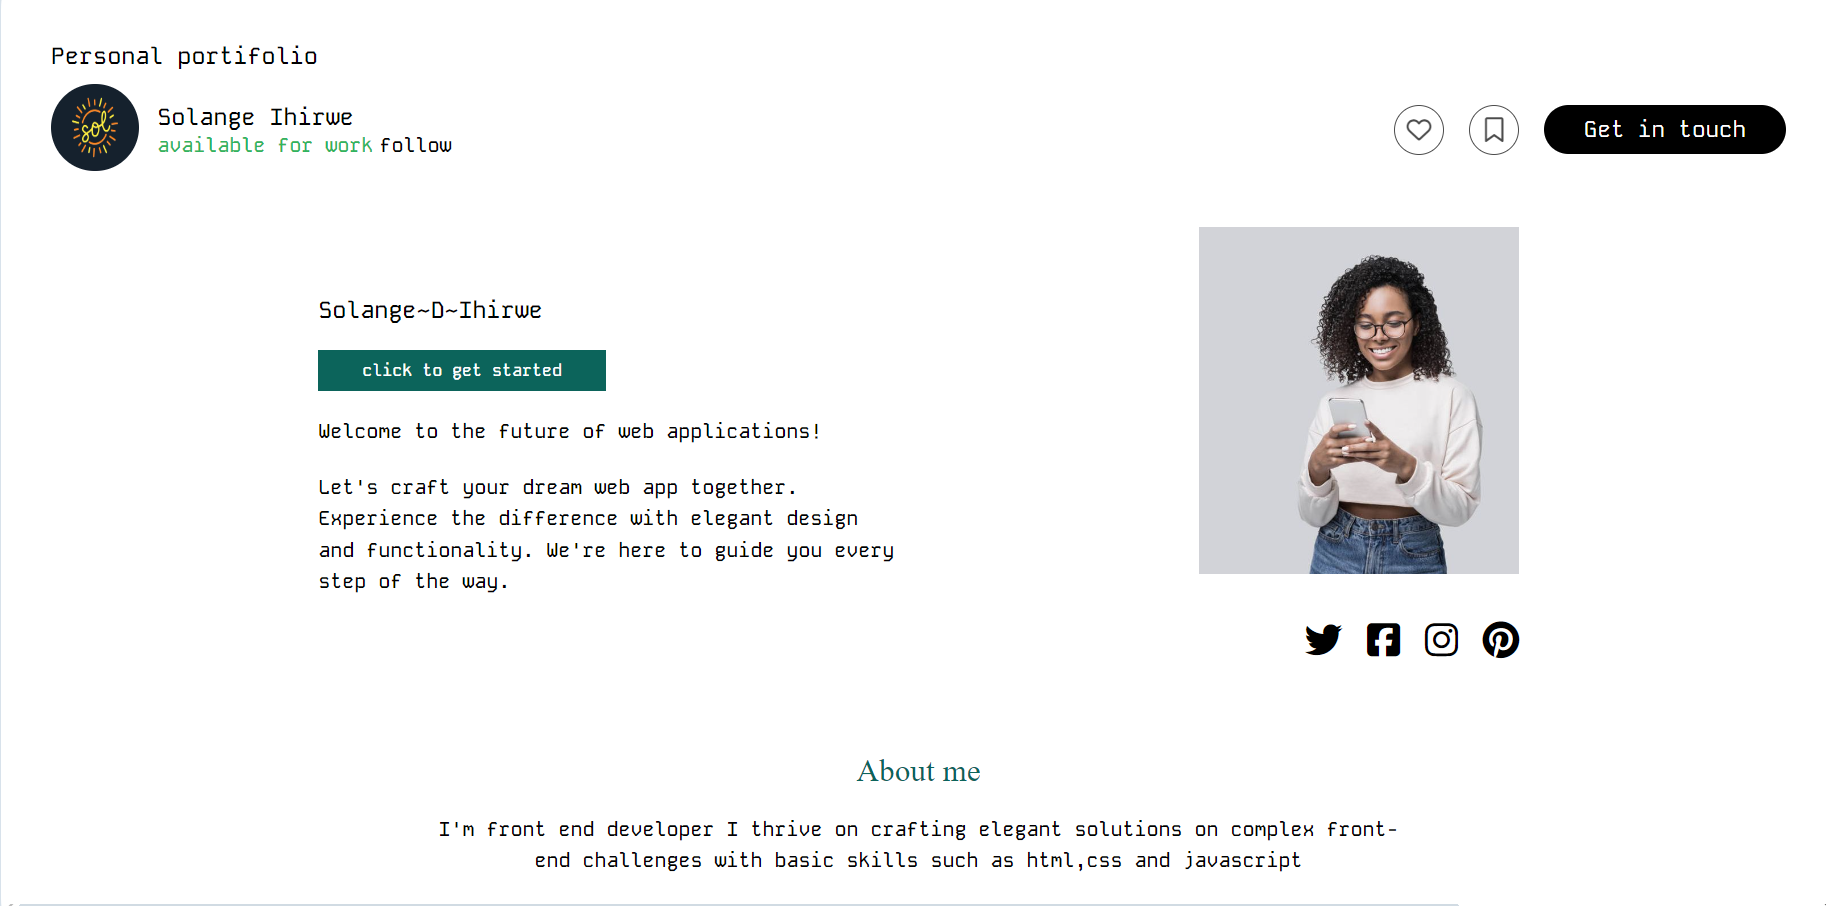 Personal portifolio
sol
Solange Ihirwe
available for work follow
Get in touch
Solange~D~Ihirwe
click to get started
Welcome to the future of web applications!
Let's craft your dream web app together.
Experience the difference with elegant design
and functionality. We're here to guide you every
step of the way.
About me
I'm front end developer I thrive on crafting elegant solutions on complex front-
end challenges with basic skills such as html,css and javascript